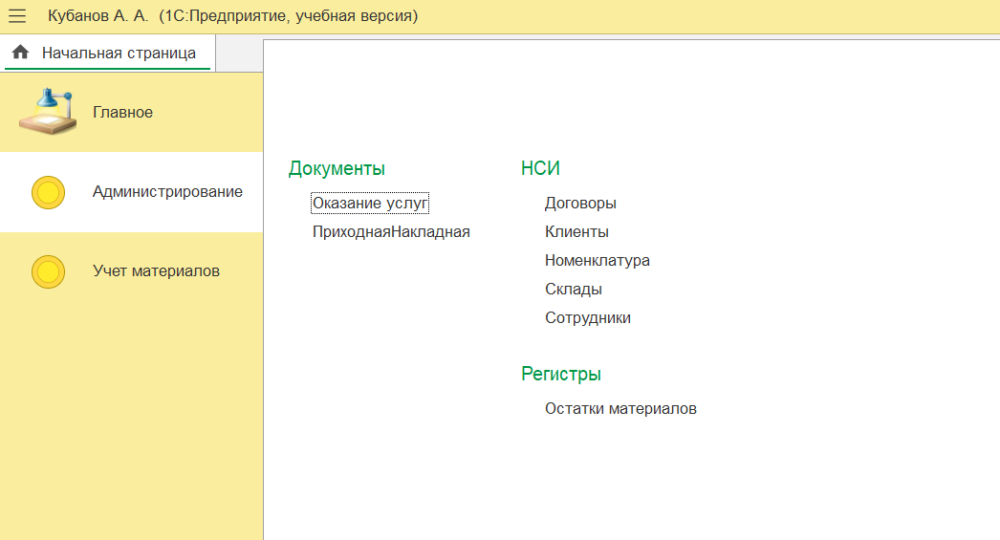 Кубанов А. А. (1С:Предприятие, учебная версия)
Начальная страница
Главное
Администрирование
Учет материалов
Документы
Оказание услуг
ПриходнаяНакладная
НСИ
Договоры
Клиенты
Номенклатура
Склады
Сотрудники
Регистры
Остатки материалов